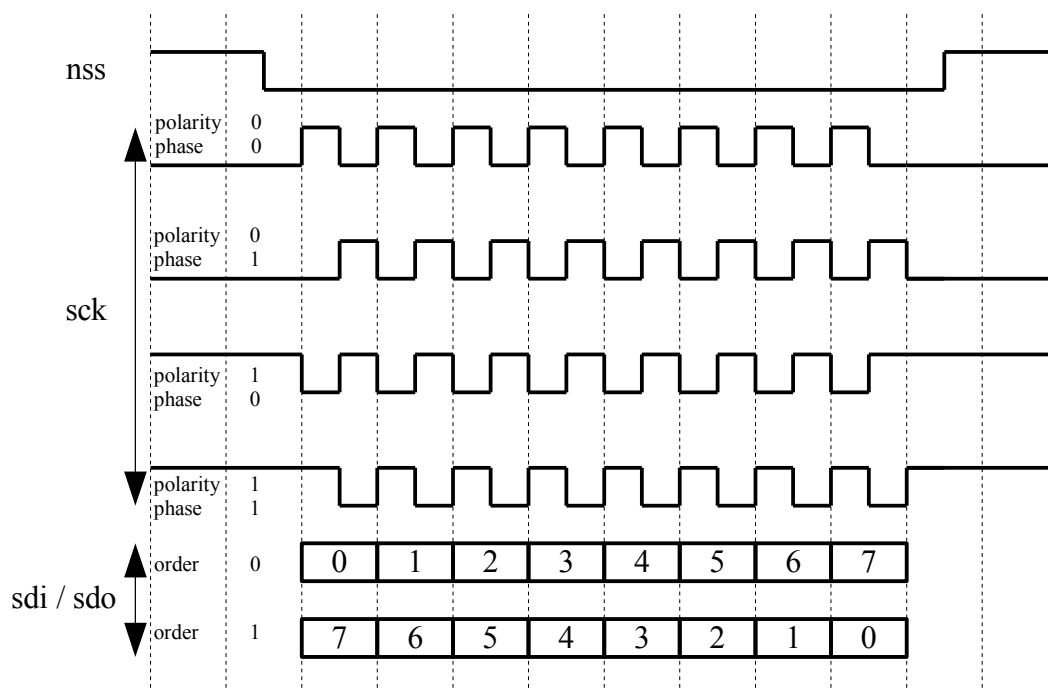 nss
polarity 0
phase 0
polarity 0
phase 1
sck
polarity 1
phase 0
polarity 1
phase 1
order 0
0 1 2 3 4 5 6 7
sdi / sdo
order 1
7 6 5 4 3 2 1 0